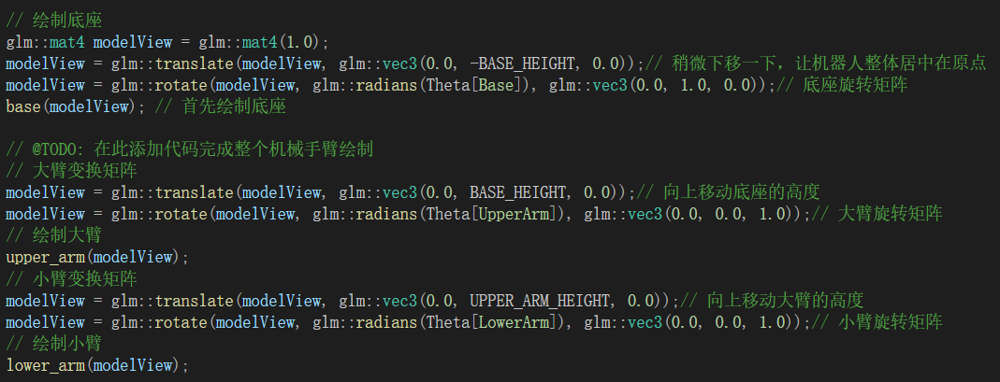 // 绘制底座
glm::mat4 modelView = glm::mat4(1.0);
modelView = glm::translate(modelView, glm::vec3(0.0, -BASE_HEIGHT, 0.0));// 稍微下移一下，让机器人整体居中在原点
modelView = glm::rotate(modelView, glm::radians(Theta[Base]), glm::vec3(0.0, 1.0, 0.0));// 底座旋转矩阵
base(modelView); // 首先绘制底座
// @TODO: 在此添加代码完成整个机械手臂绘制
// 大臂变换矩阵
modelView = glm::translate(modelView, glm::vec3(0.0, BASE_HEIGHT, 0.0));// 向上移动底座的高度
modelView = glm::rotate(modelView, glm::radians(Theta[UpperArm]), glm::vec3(0.0, 0.0, 1.0));// 大臂旋转矩阵
// 绘制大臂
upper_arm(modelView);
// 小臂变换矩阵
modelView = glm::translate(modelView, glm::vec3(0.0, UPPER_ARM_HEIGHT, 0.0));// 向上移动大臂的高度
modelView = glm::rotate(modelView, glm::radians(Theta[LowerArm]), glm::vec3(0.0, 0.0, 1.0));// 小臂旋转矩阵
// 绘制小臂
lower_arm(modelView);